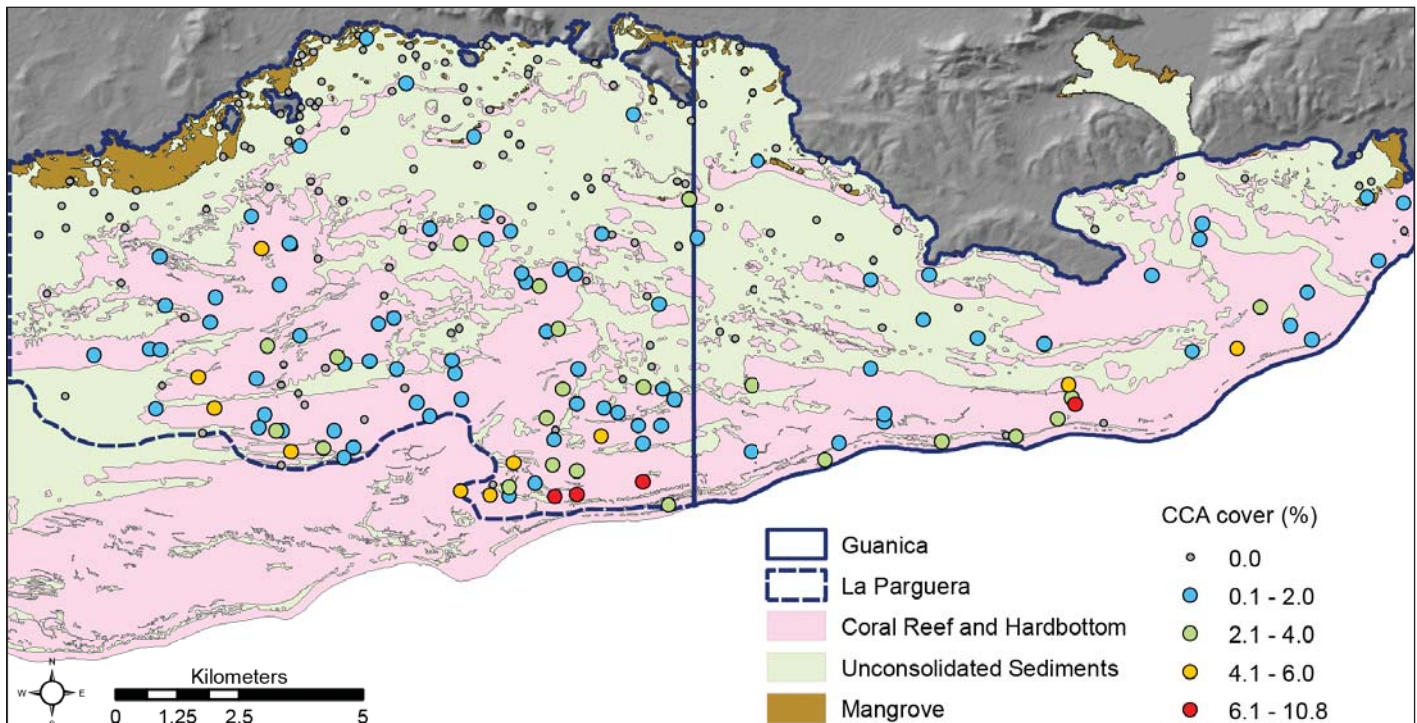 Guanica
La Parguera
Coral Reef and Hardbottom
Unconsolidated Sediments
Mangrove
CCA cover (%)
0.0
0.1 - 2.0
2.1 - 4.0
4.1 - 6.0
6.1 - 10.8
N
W E
S
Kilometers
0 1.25 2.5 5